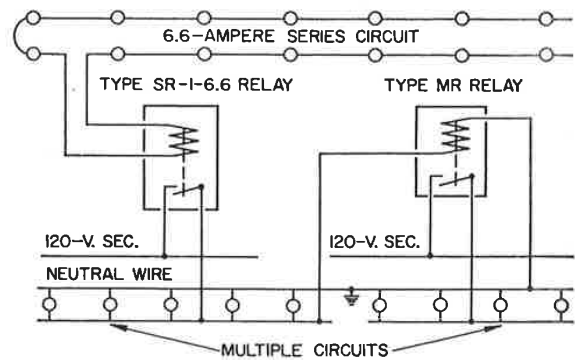 6.6-AMPERE SERIES CIRCUIT
TYPE SR-1-6.6 RELAY
TYPE MR RELAY
120-V. SEC.
120-V. SEC.
NEUTRAL WIRE
MULTIPLE CIRCUITS